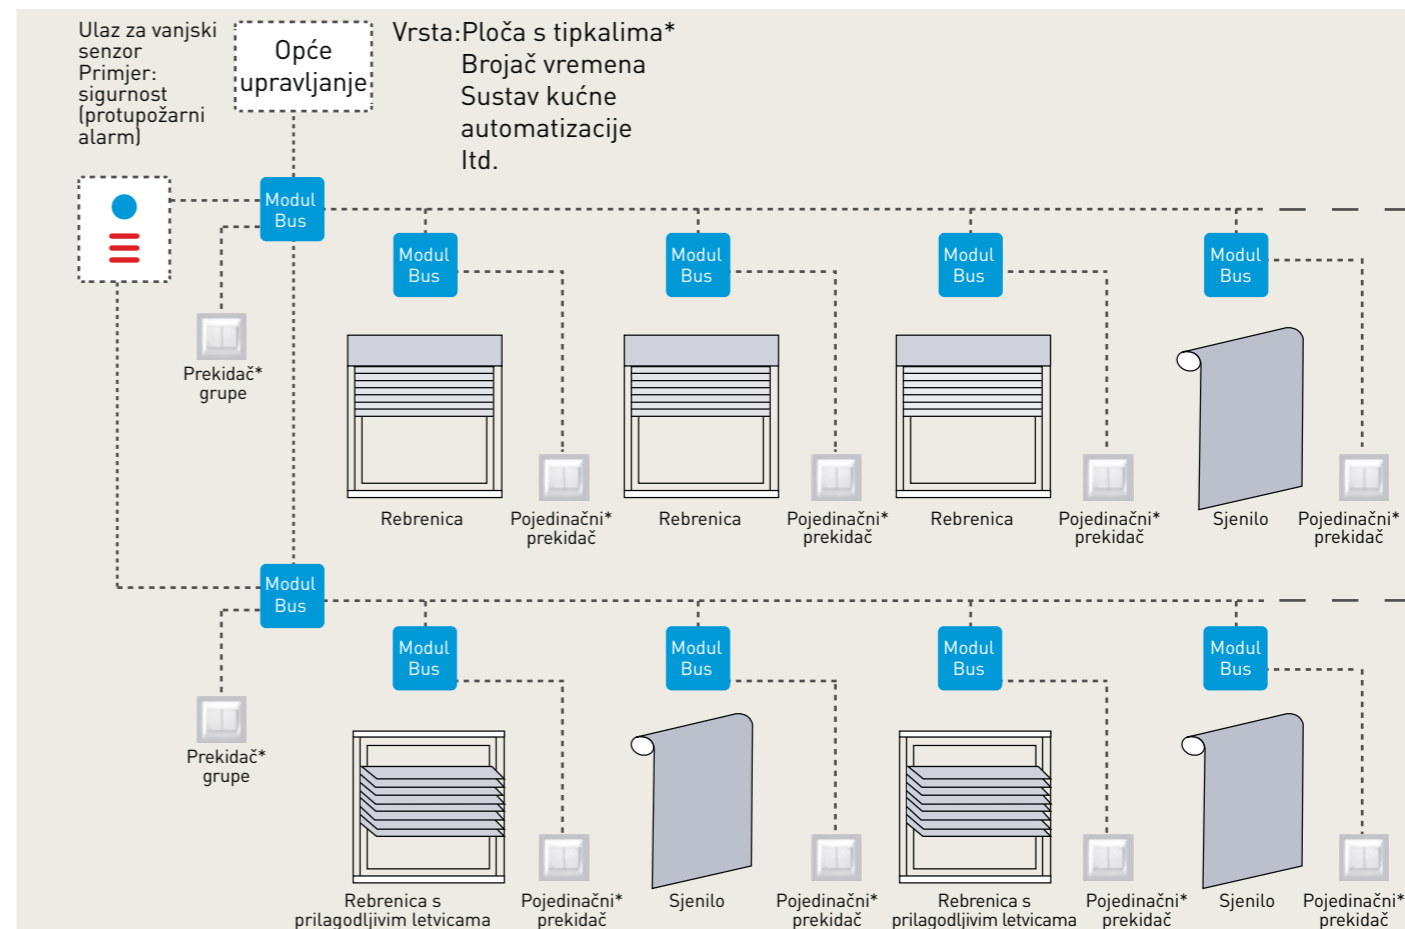 Ulaz za vanjski
senzor
Primjer:
sigurnost
(protupožarni
alarm)
Opće
upravljanje
Vrsta:Ploča s tipkalima*
Brojač vremena
Sustav kućne
automatizacije
Itd.
Modul
Bus
Modul
Bus
Modul
Bus
Modul
Bus
Modul
Bus
Prekidač*
grupe
Rebrenica
Pojedinačni*
prekidač
Rebrenica
Pojedinačni*
prekidač
Rebrenica
Pojedinačni*
prekidač
Sjenilo
Pojedinačni*
prekidač
Modul
Bus
Modul
Bus
Modul
Bus
Modul
Bus
Modul
Bus
Prekidač*
grupe
Rebrenica s
prilagodljivim letvicama
Pojedinačni*
prekidač
Sjenilo
Pojedinačni*
prekidač
Rebrenica s
prilagodljivim letvicama
Pojedinačni*
prekidač
Sjenilo
Pojedinačni*
prekidač